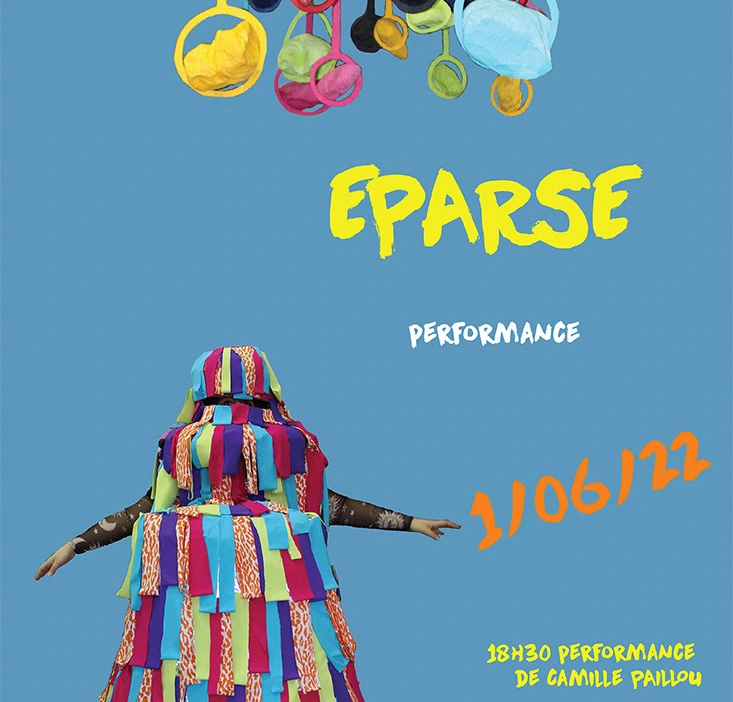 EPARSE
PERFORMANCE
1/06/22
18H30 PERFORMANCE
DE CAMILLE PAILLOU